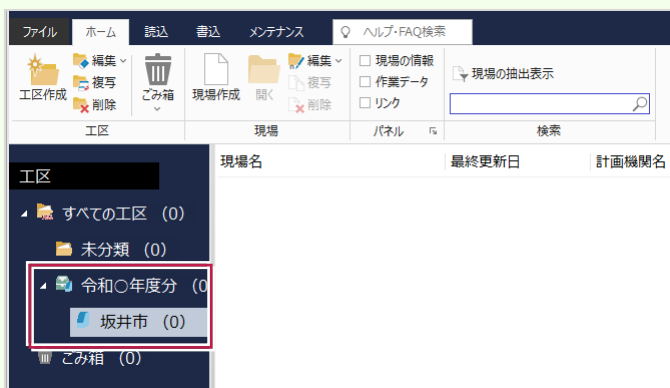 ファイル ホーム 読込 書込 メンテナンス ヘルプ・FAQ検索
工区作成 編集 複写 削除 ごみ箱 現場作成 開く 編集 複写 削除 現場の情報 作業データ リンク 現場の抽出表示
工区 現場 パネル 検索
工区 現場名 最終更新日 計画機関名
すべての工区 (0)
未分類 (0)
令和〇年度分 (0
坂井市 (0)
ごみ箱 (0)